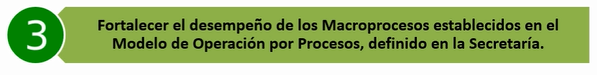 3
Fortalecer el desempeño de los Macroprocesos establecidos en el
Modelo de Operación por Procesos, definido en la Secretaría.